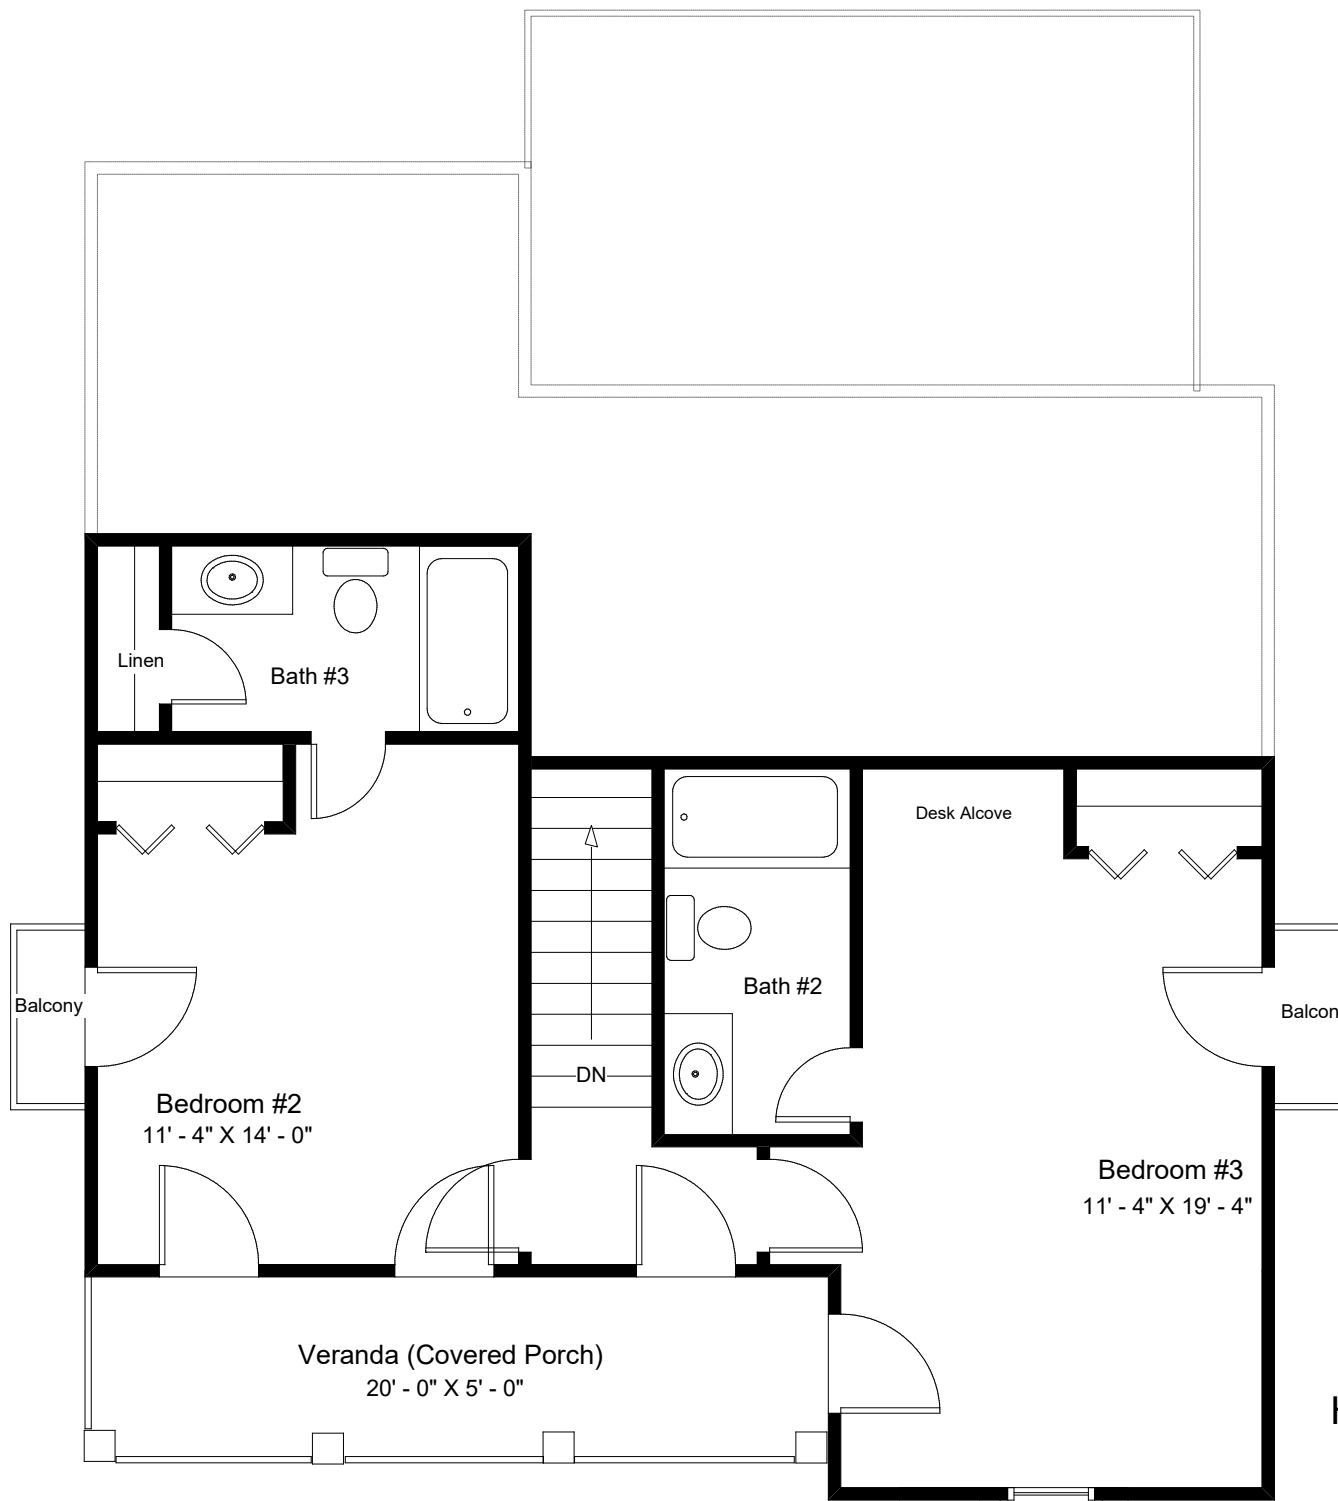 Linen
Bath #3
Desk Alcove
Bath #2
Balcony
DN
Bedroom #2
11' - 4" X 14' - 0"
Bedroom #3
11' - 4" X 19' - 4"
Veranda (Covered Porch)
20' - 0" X 5' - 0"
Balcon